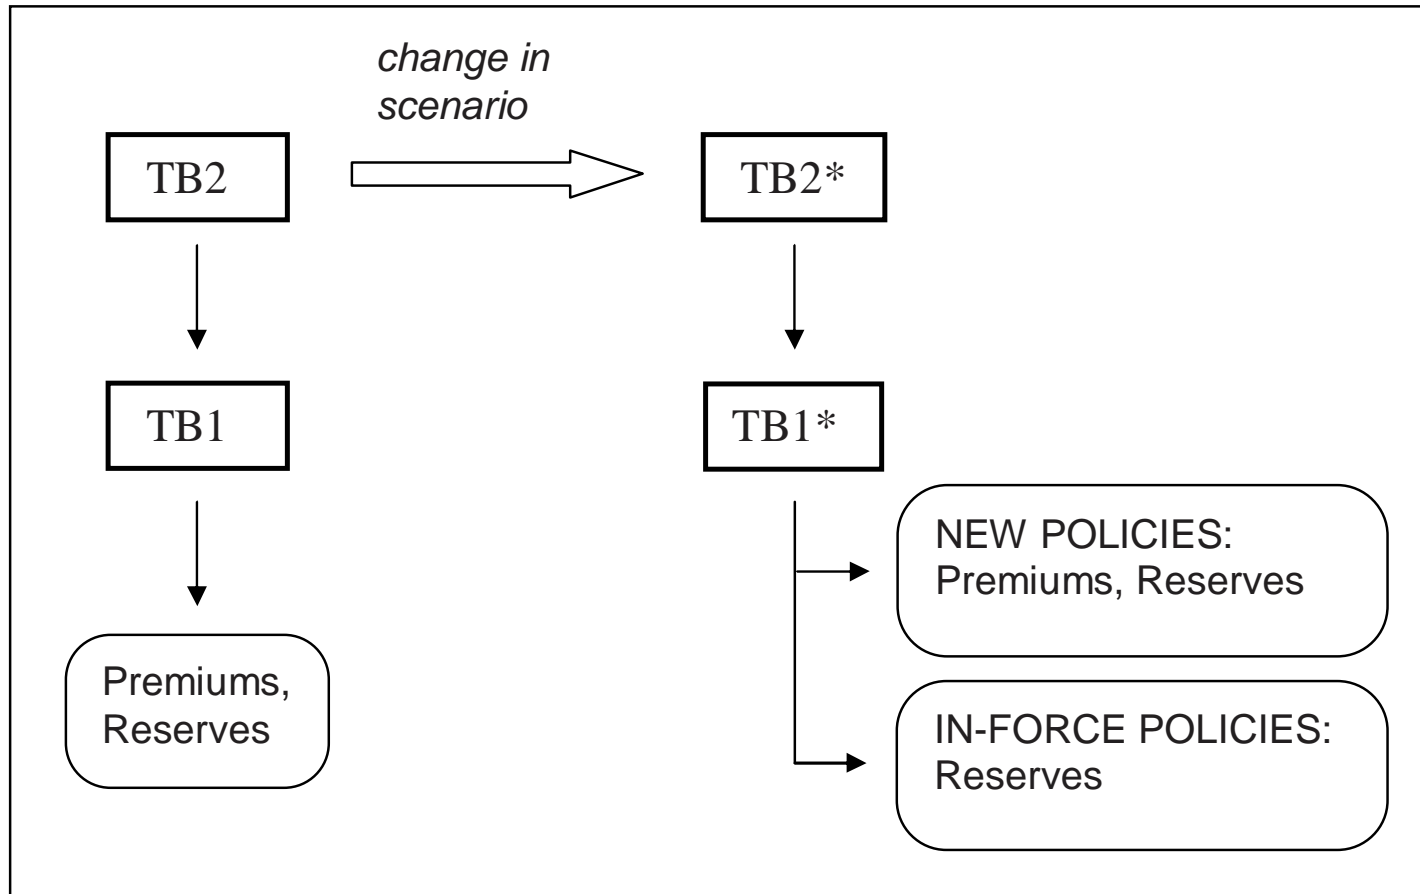 change in
scenario
TB2
TB2*
TB1
TB1*
NEW POLICIES:
Premiums, Reserves
Premiums,
Reserves
IN-FORCE POLICIES:
Reserves